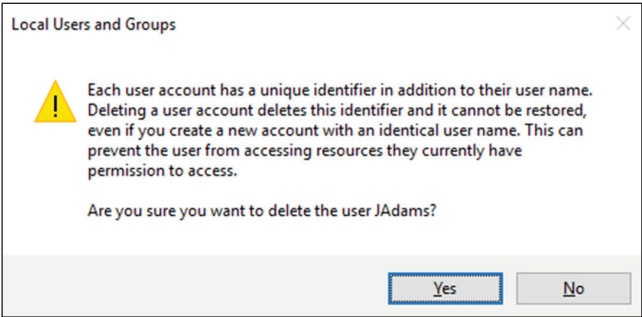 Local Users and Groups
Each user account has a unique identifier in addition to their user name.
Deleting a user account deletes this identifier and it cannot be restored,
even if you create a new account with an identical user name. This can
prevent the user from accessing resources they currently have
permission to access.
Are you sure you want to delete the user JAdams?
Yes
No